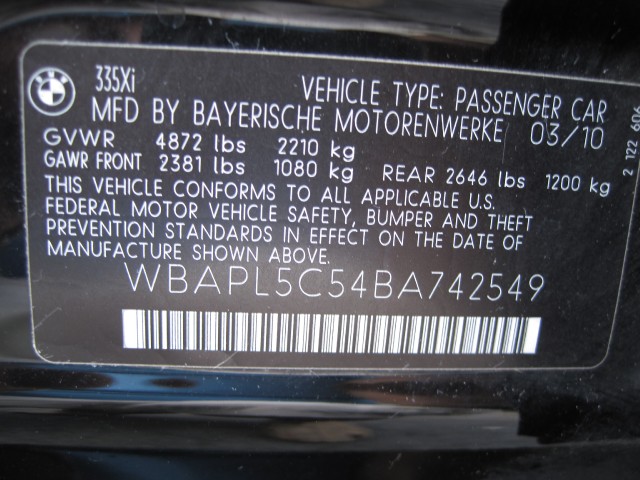 BMW
335Xi
VEHICLE TYPE: PASSENGER CAR
MFD BY BAYERISCHE MOTORENWERKE 03/10
GVWR 4872 lbs 2210 kg
GAWR FRONT 2381 lbs 1080 kg REAR 2646 lbs 1200 kg
THIS VEHICLE CONFORMS TO ALL APPLICABLE U.S.
FEDERAL MOTOR VEHICLE SAFETY, BUMPER AND THEFT
PREVENTION STANDARDS IN EFFECT ON THE DATE OF
MANUFACTURE SHOWN ABOVE.
WBAPL5C54BA742549
2 122 606